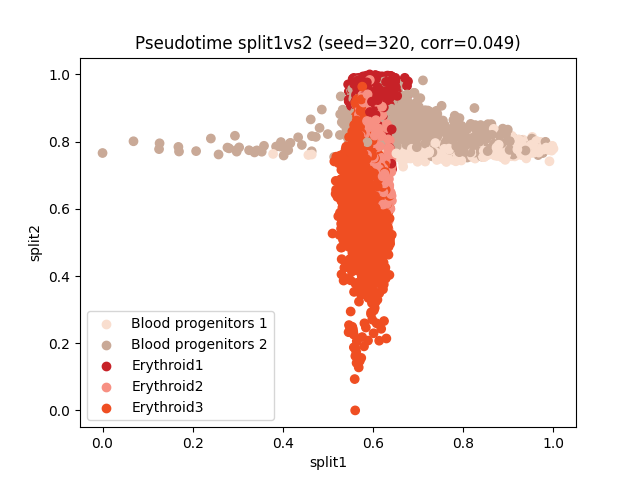 Pseudotime split1vs2 (seed=320, corr=0.049)
1.0
0.8
0.6
0.4
0.2
0.0
split2
Blood progenitors 1
Blood progenitors 2
Erythroid1
Erythroid2
Erythroid3
0.0 0.2 0.4 0.6 0.8 1.0
split1